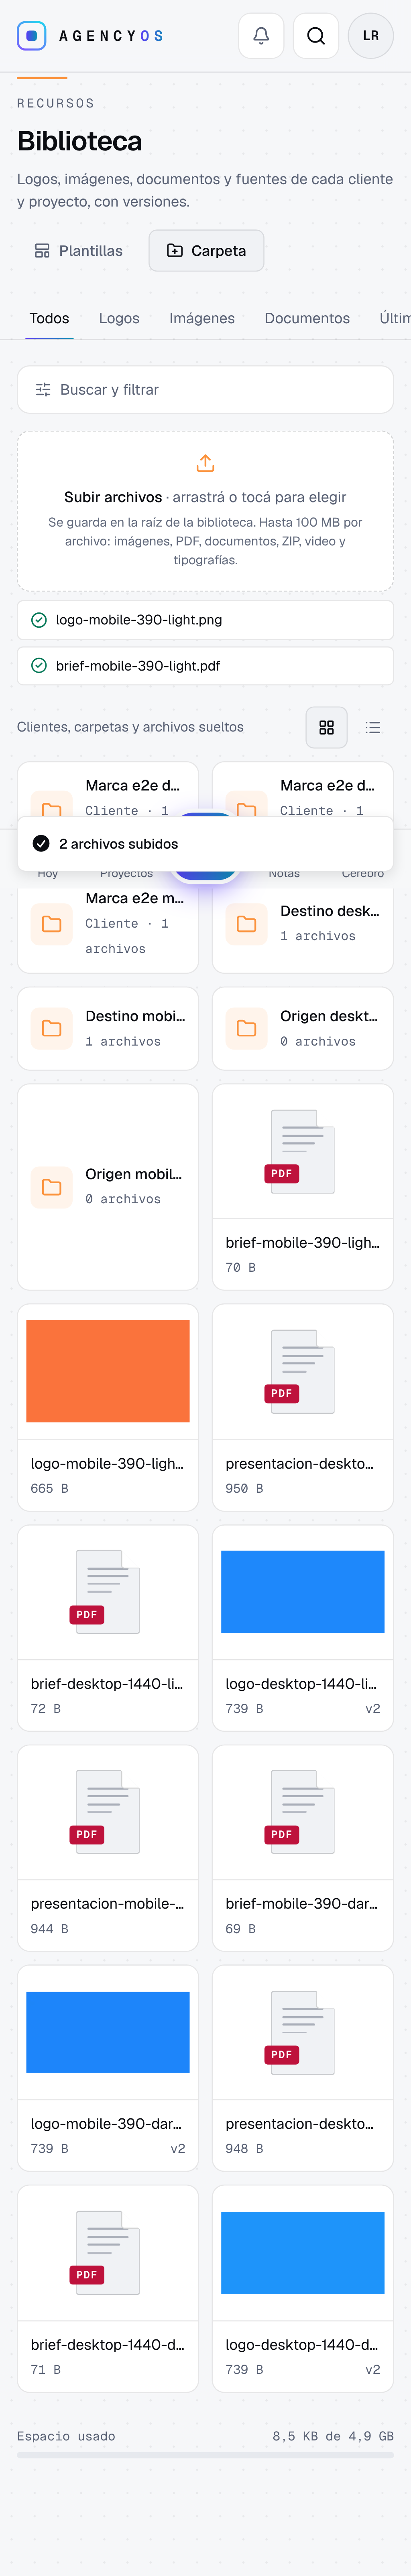 AGENCYOS
LR
RECURSOS
Biblioteca
Logos, imágenes, documentos y fuentes de cada cliente
y proyecto, con versiones.
Plantillas
Carpeta
Todos Logos Imágenes Documentos Últim
Buscar y filtrar
Subir archivos · arrastrá o tocá para elegir
Se guarda en la raíz de la biblioteca. Hasta 100 MB por
archivo: imágenes, PDF, documentos, ZIP, video y
tipografías.
logo-mobile-390-light.png
brief-mobile-390-light.pdf
Clientes, carpetas y archivos sueltos
Marca e2e d...
Cliente · 1
Marca e2e d...
Cliente · 1
2 archivos subidos
Hoy Proyectos Notas Cerebro
Marca e2e m...
Cliente · 1
archivos
Destino desk...
1 archivos
Destino mobi...
1 archivos
Origen deskt...
0 archivos
Origen mobil...
0 archivos
PDF
brief-mobile-390-ligh...
70 B
logo-mobile-390-ligh...
665 B
PDF
presentacion-deskto...
950 B
PDF
brief-desktop-1440-li...
72 B
logo-desktop-1440-li...
739 B v2
PDF
presentacion-mobile-...
944 B
PDF
brief-mobile-390-dar...
69 B
logo-mobile-390-dar...
739 B v2
PDF
presentacion-deskto...
948 B
PDF
brief-desktop-1440-d...
71 B
logo-desktop-1440-d...
739 B v2
Espacio usado 8,5 KB de 4,9 GB